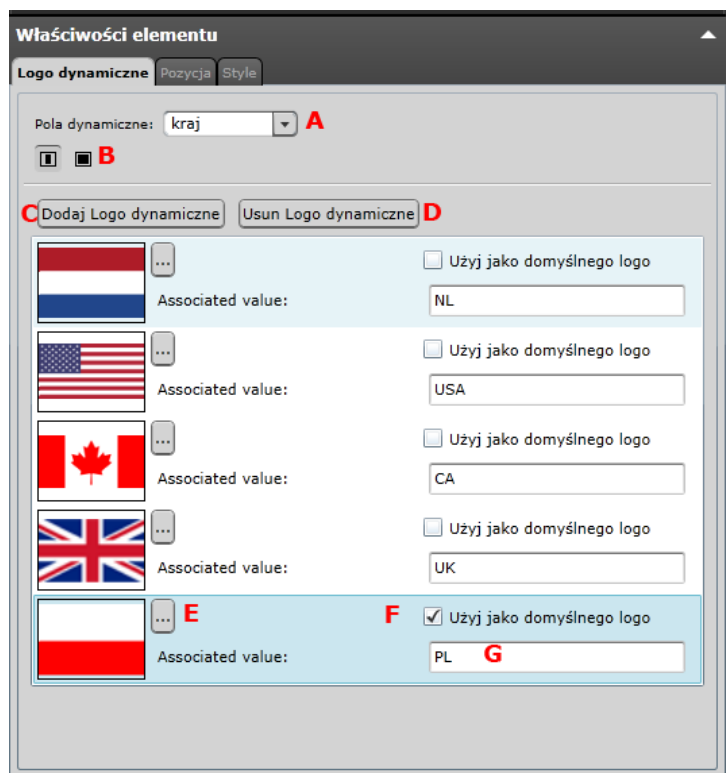 Właściwości elementu
Logo dynamiczne Pozycja Style
Pola dynamiczne: kraj A
B
C Dodaj Logo dynamiczne Usun Logo dynamiczne D
... Użyj jako domyślnego logo
Associated value: NL
... Użyj jako domyślnego logo
Associated value: USA
... Użyj jako domyślnego logo
Associated value: CA
... Użyj jako domyślnego logo
Associated value: UK
... E F Użyj jako domyślnego logo
Associated value: PL G